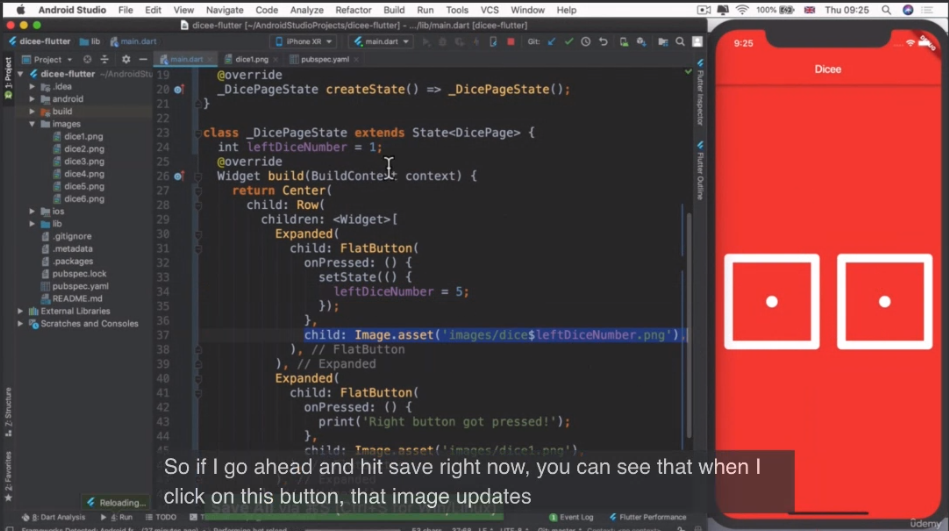 Android Studio File Edit View Navigate Code Analyze Refactor Build Run Tools VCS Window Help 100% Thu 09:25
dicee-flutter [~/AndroidStudioProjects/dicee-flutter] - .../lib/main.dart [dicee-flutter]
dicee-flutter lib main.dart iPhone XR main.dart Git:
Project main.dart dice1.png pubspec.yaml
1: Project
dicee-flutter ~/AndroidStu
.idea
android
build
images
dice1.png
dice2.png
dice3.png
dice4.png
dice5.png
dice6.png
ios
lib
.gitignore
.metadata
.packages
pubspec.lock
pubspec.yaml
README.md
External Libraries
Scratches and Consoles
Z: Structure
2: Favorites
19 @override
20 _DicePageState createState() => _DicePageState();
21 }
22
23 class _DicePageState extends State<DicePage> {
24 int leftDiceNumber = 1;
25 @override
26 Widget build(BuildContext context) {
27 return Center(
28 child: Row(
29 children: <Widget>[
30 Expanded(
31 child: FlatButton(
32 onPressed: () {
33 setState(() {
34 leftDiceNumber = 5;
35 });
36 },
37 child: Image.asset('images/dice$leftDiceNumber.png'),
38 ), // FlatButton
39 ), // Expanded
40 Expanded(
41 child: FlatButton(
42 onPressed: () {
43 print('Right button got pressed!');
44 },
45 child: Image.asset('images/dice1.png'),
Flutter Inspector
Flutter Outline
9:25
Dicee
So if I go ahead and hit save right now, you can see that when I
click on this button, that image updates
Reloading...
Dart Analysis 4: Run TODO Event Log Flutter Performance